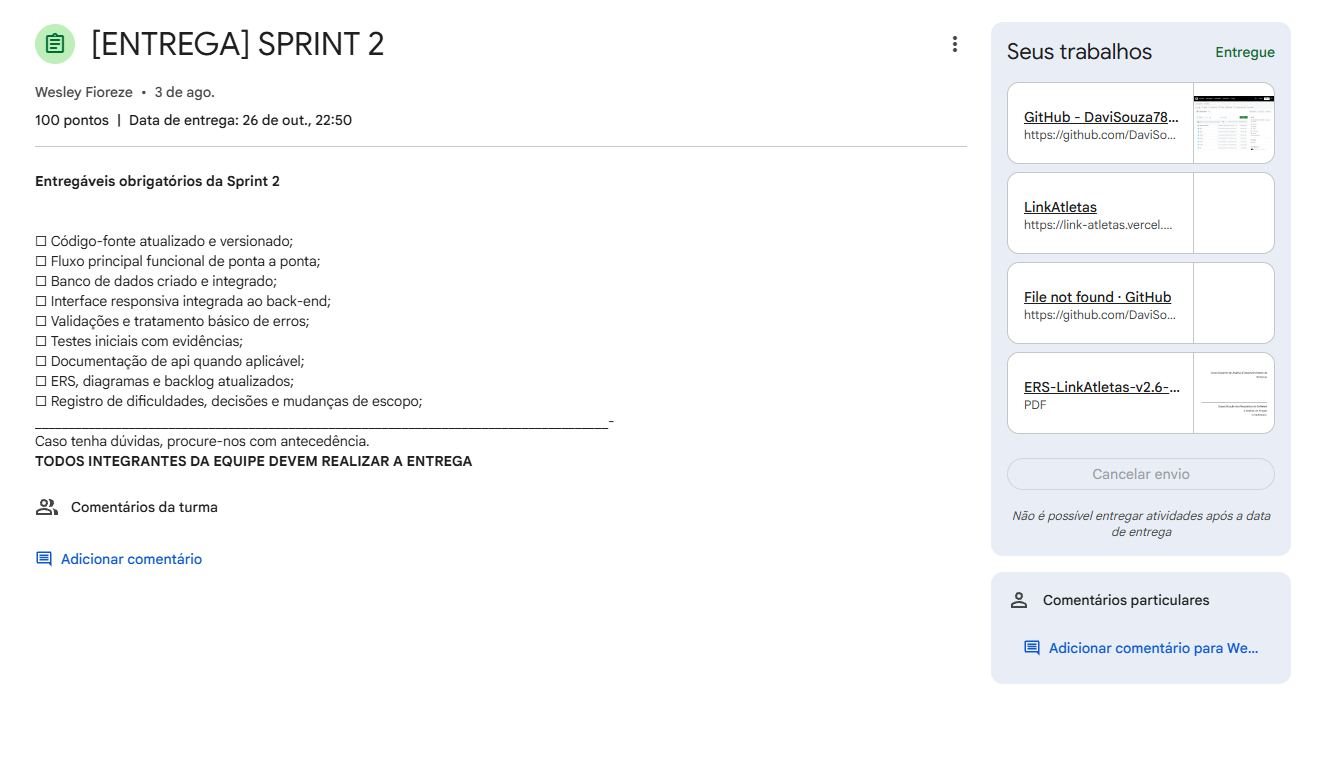 [ENTREGA] SPRINT 2
Wesley Fioreze • 3 de ago.
100 pontos | Data de entrega: 26 de out., 22:50
Entregáveis obrigatórios da Sprint 2
☐ Código-fonte atualizado e versionado;
☐ Fluxo principal funcional de ponta a ponta;
☐ Banco de dados criado e integrado;
☐ Interface responsiva integrada ao back-end;
☐ Validações e tratamento básico de erros;
☐ Testes iniciais com evidências;
☐ Documentação de api quando aplicável;
☐ ERS, diagramas e backlog atualizados;
☐ Registro de dificuldades, decisões e mudanças de escopo;
Caso tenha dúvidas, procure-nos com antecedência.
TODOS INTEGRANTES DA EQUIPE DEVEM REALIZAR A ENTREGA
Comentários da turma
Adicionar comentário
Seus trabalhos
Entregue
GitHub - DaviSouza78...
https://github.com/DaviSo...
LinkAtletas
https://link-atletas.vercel....
File not found · GitHub
https://github.com/DaviSo...
ERS-LinkAtletas-v2.6-...
PDF
Cancelar envio
Não é possível entregar atividades após a data
de entrega
Comentários particulares
Adicionar comentário para We...